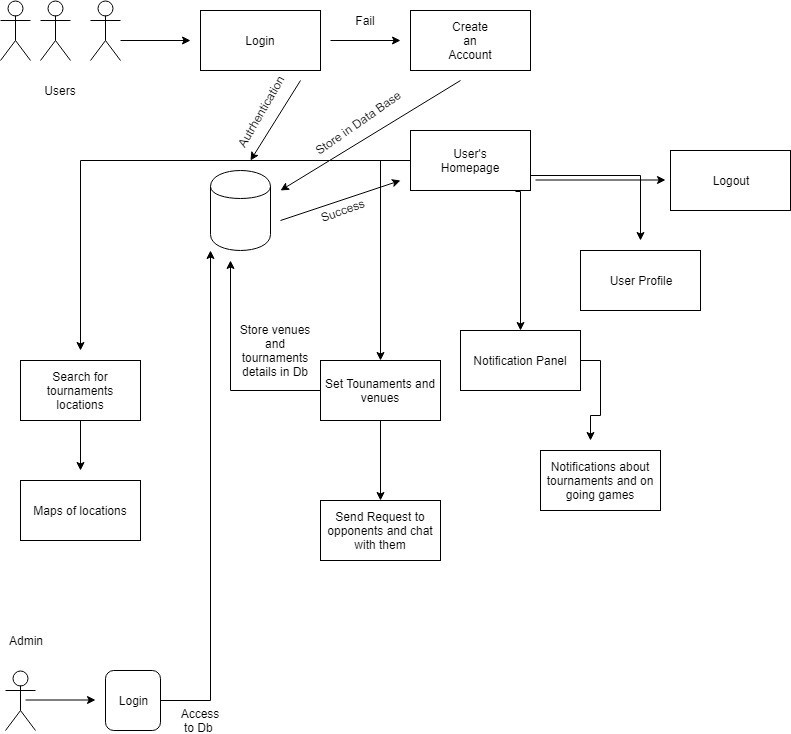 Users
Login
Fail
Create
an
Account
Autrhentication
Store in Data Base
User's
Homepage
Success
Logout
User Profile
Store venues
and
tournaments
details in Db
Notification Panel
Search for
tournaments
locations
Set Tounaments and
venues
Notifications about
tournaments and on
going games
Maps of locations
Send Request to
opponents and chat
with them
Admin
Login
Access
to Db